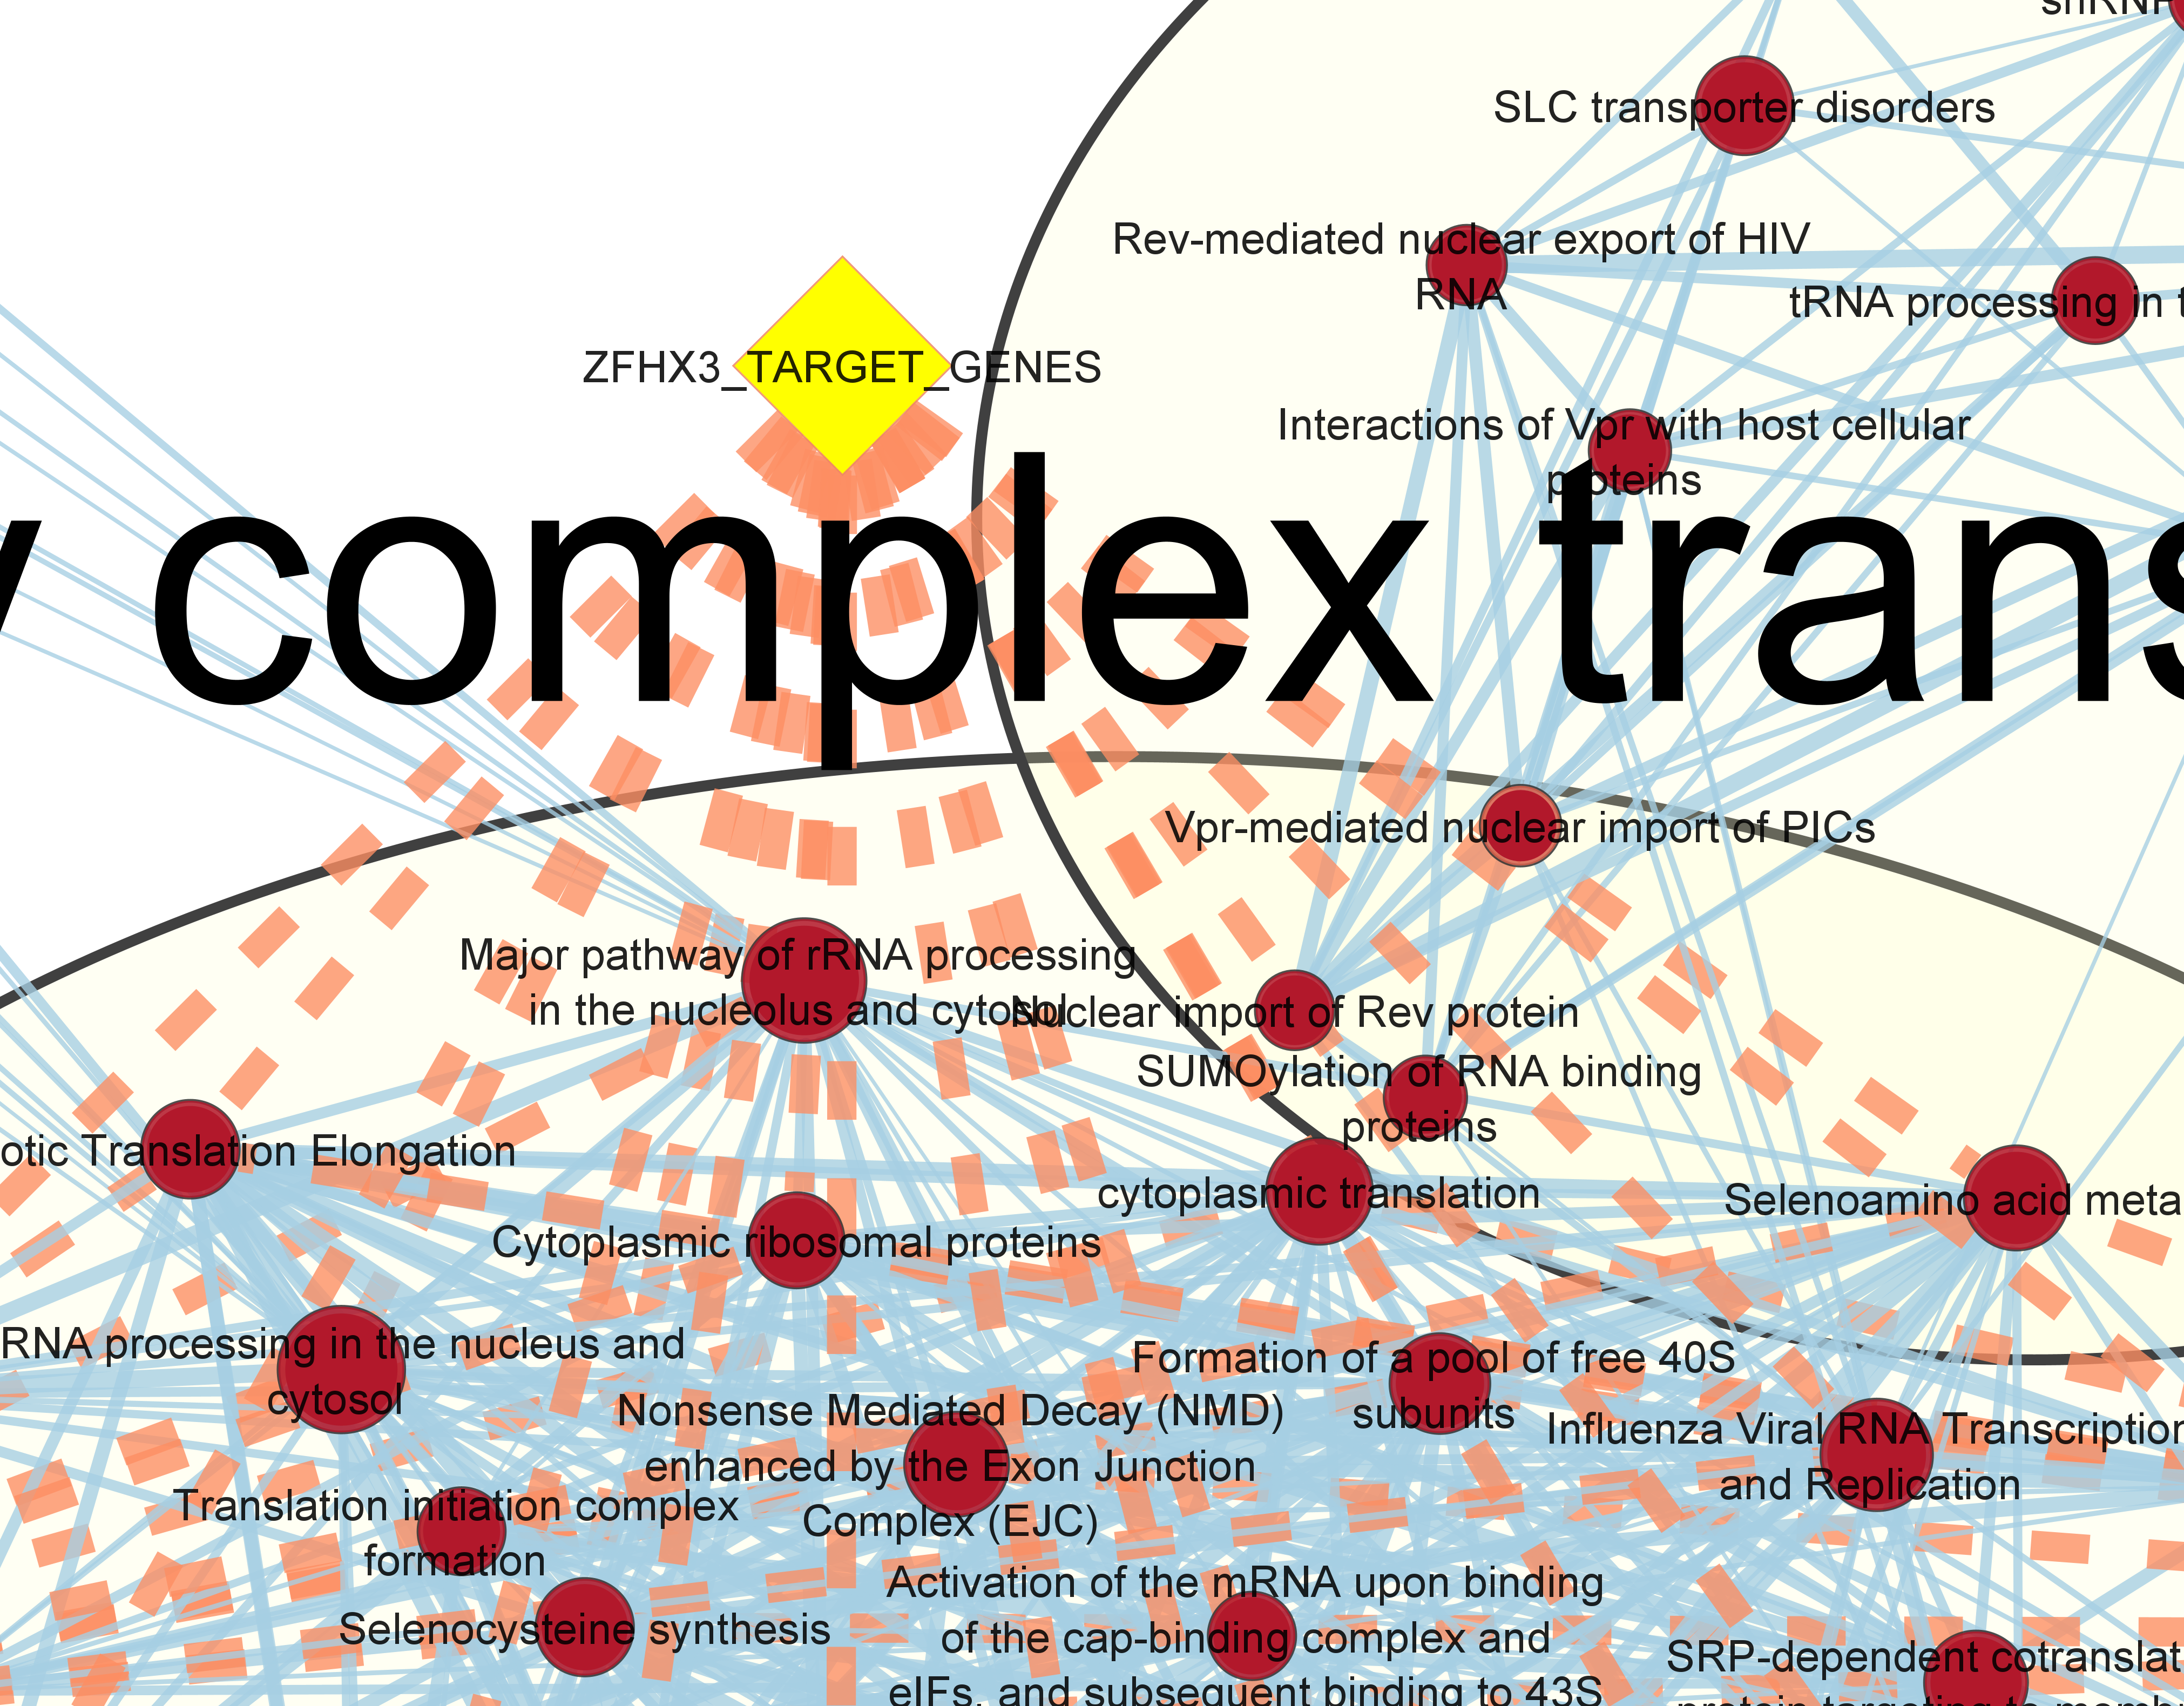 snRNP
SLC transporter disorders
Rev-mediated nuclear export of HIV
RNA
tRNA processing in t
ZFHX3_TARGET_GENES
Interactions of Vpr with host cellular
proteins
y complex trans
Vpr-mediated nuclear import of PICs
Major pathway of rRNA processing
in the nucleolus and cytosol
Nuclear import of Rev protein
SUMOylation of RNA binding
proteins
otic Translation Elongation
cytoplasmic translation
Selenoamino acid meta
Cytoplasmic ribosomal proteins
RNA processing in the nucleus and
cytosol
Formation of a pool of free 40S
subunits
Nonsense Mediated Decay (NMD)
enhanced by the Exon Junction
Complex (EJC)
Influenza Viral RNA Transcription
and Replication
Translation initiation complex
formation
Activation of the mRNA upon binding
of the cap-binding complex and
eIFs, and subsequent binding to 43S
Selenocysteine synthesis
SRP-dependent cotranslat
protein targeting to memb